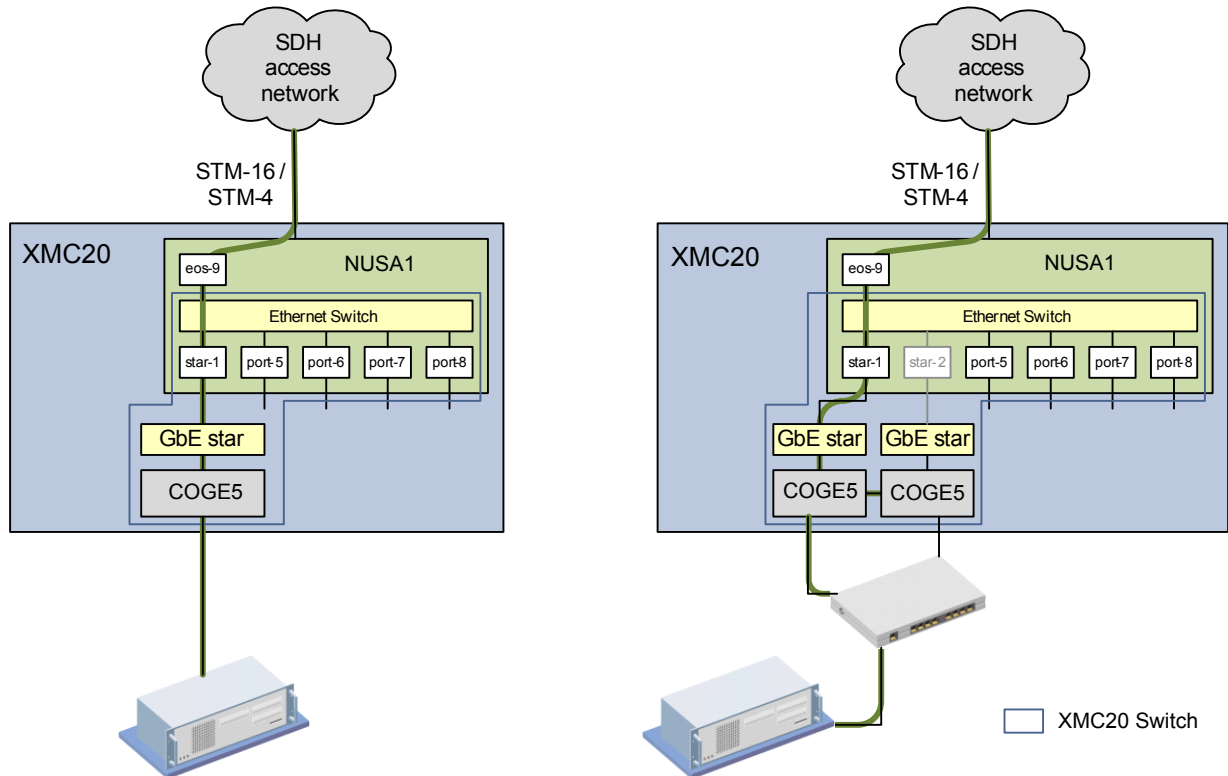 SDH
access
network
STM-16 /
STM-4
XMC20
NUSA1
eos-9
Ethernet Switch
star-1
port-5
port-6
port-7
port-8
GbE star
COGE5
SDH
access
network
STM-16 /
STM-4
XMC20
NUSA1
eos-9
Ethernet Switch
star-1
star-2
port-5
port-6
port-7
port-8
GbE star
GbE star
COGE5
COGE5
XMC20 Switch